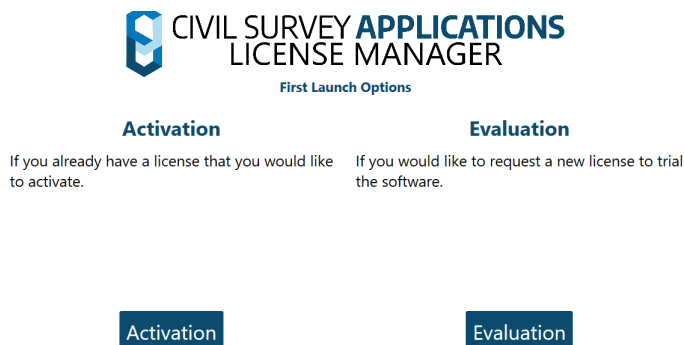 CIVIL SURVEY APPLICATIONS
LICENSE MANAGER
First Launch Options
Activation
If you already have a license that you would like
to activate.
Evaluation
If you would like to request a new license to trial
the software.
Activation
Evaluation